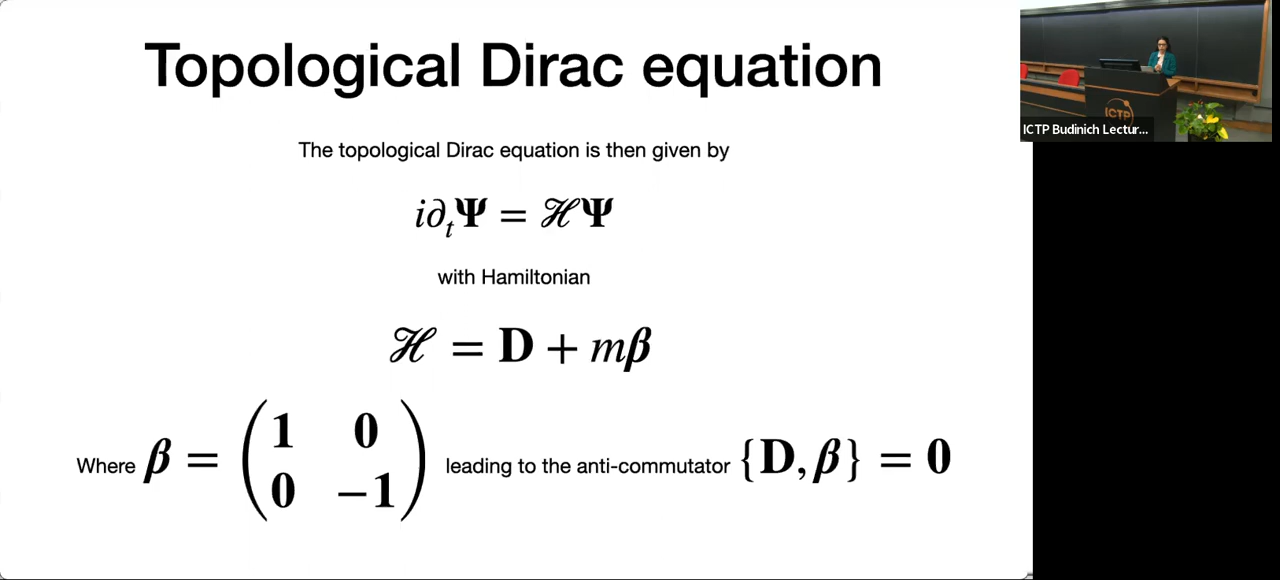 Topological Dirac equation
The topological Dirac equation is then given by
i∂ₜΨ = ℋΨ
with Hamiltonian
ℋ = D + mβ
Where β = (1 0
0 −1) leading to the anti-commutator {D, β} = 0
ICTP
ICTP Budinich Lectur...